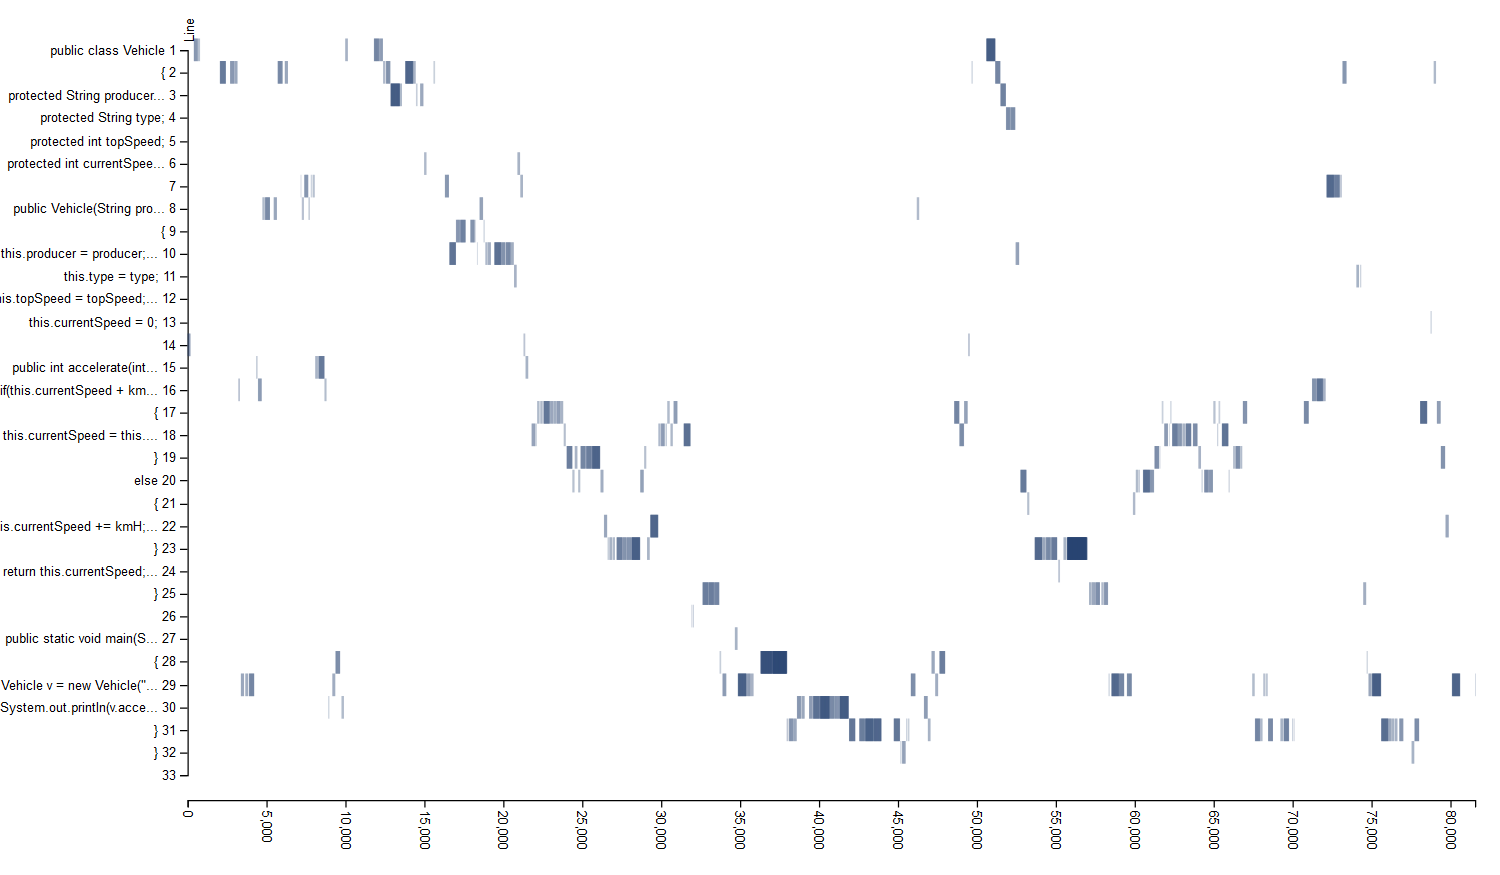 Line
public class Vehicle 1
{ 2
protected String producer... 3
protected String type; 4
protected int topSpeed; 5
protected int currentSpee... 6
7
public Vehicle(String pro... 8
{ 9
this.producer = producer;... 10
this.type = type; 11
is.topSpeed = topSpeed;... 12
this.currentSpeed = 0; 13
14
public int accelerate(int... 15
if(this.currentSpeed + km... 16
{ 17
this.currentSpeed = this.... 18
} 19
else 20
{ 21
is.currentSpeed += kmH;... 22
} 23
return this.currentSpeed;... 24
} 25
26
public static void main(S... 27
{ 28
Vehicle v = new Vehicle("... 29
System.out.println(v.acce... 30
} 31
} 32
33
0 5,000 10,000 15,000 20,000 25,000 30,000 35,000 40,000 45,000 50,000 55,000 60,000 65,000 70,000 75,000 80,000